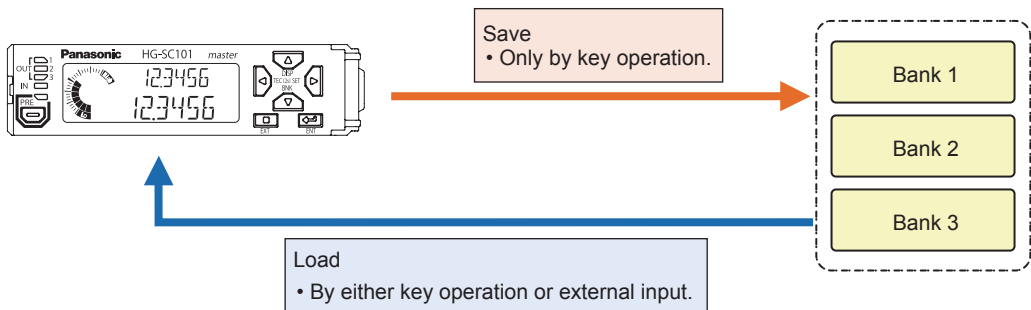 Save
• Only by key operation.
Panasonic HG-SC101 master
OUT 1
2
3
IN
PRE
12.3456
12.3456
DISP
TEC 12sl SET
BNK
EXT
ENT
Bank 1
Bank 2
Bank 3
Load
• By either key operation or external input.